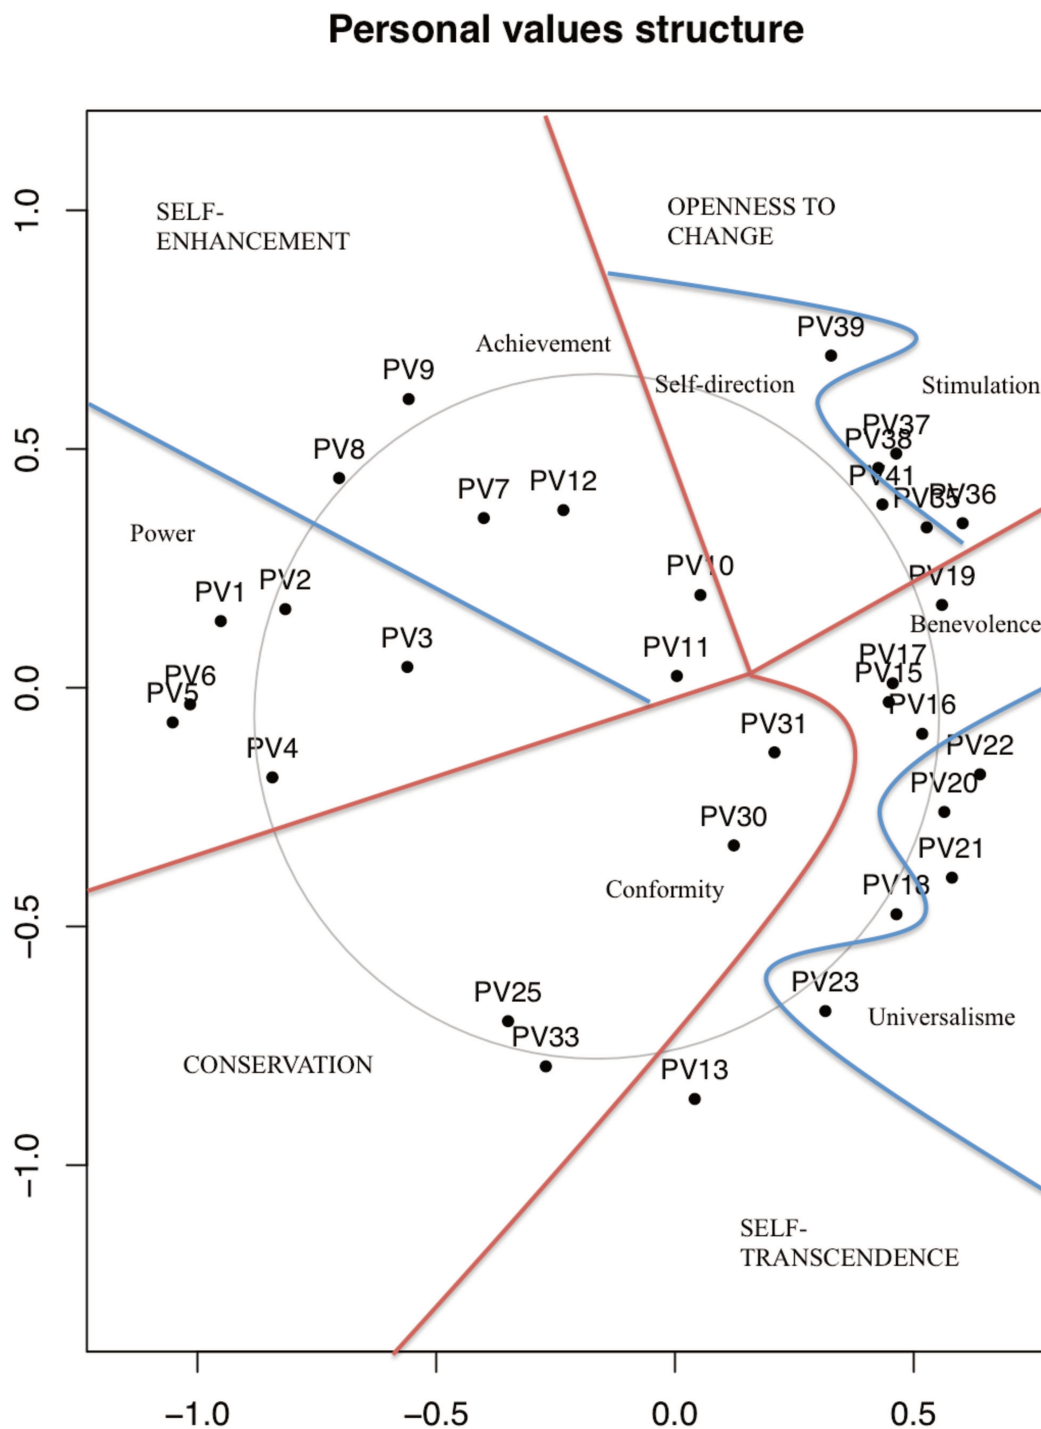 Personal values structure
SELF-
ENHANCEMENT
OPENNESS TO
CHANGE
PV39
Achievement
PV9
Self-direction
Stimulation
PV37
PV38
PV8
PV41
PV7
PV12
PV35
PV36
Power
PV10
PV19
PV2
PV1
Benevolence
PV3
PV11
PV17
PV15
PV6
PV5
PV16
PV31
PV4
PV22
PV20
PV30
PV21
PV18
Conformity
PV25
PV23
PV33
Universalisme
CONSERVATION
PV13
SELF-
TRANSCENDENCE
1.0
0.5
0.0
−0.5
−1.0
−1.0
−0.5
0.0
0.5